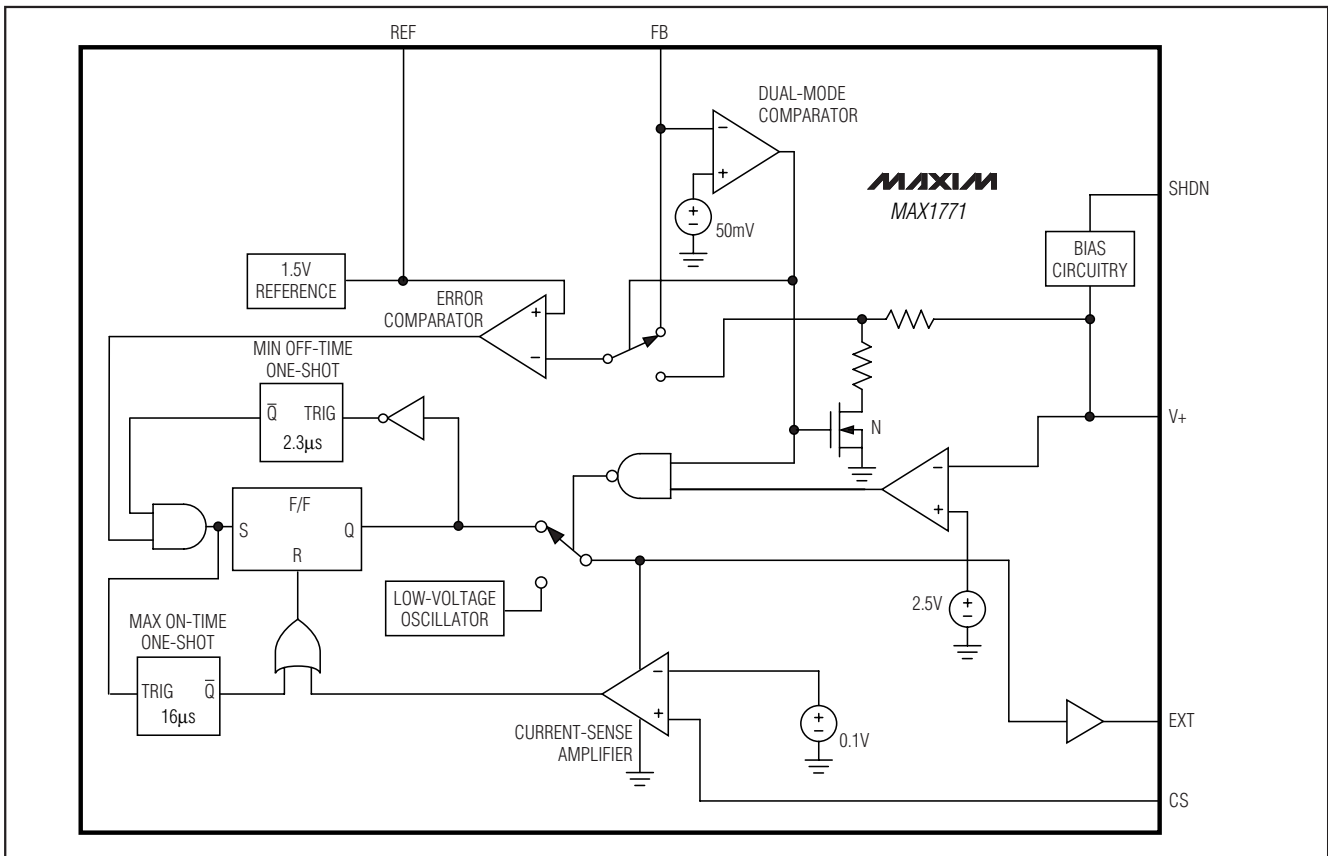 REF
FB
DUAL-MODE
COMPARATOR
MAXIM
MAX1771
SHDN
50mV
BIAS
CIRCUITRY
1.5V
REFERENCE
ERROR
COMPARATOR
+
−
MIN OFF-TIME
ONE-SHOT
Q̅ TRIG
2.3µs
N
V+
F/F
S Q
R
LOW-VOLTAGE
OSCILLATOR
2.5V
MAX ON-TIME
ONE-SHOT
TRIG Q̅
16µs
CURRENT-SENSE
AMPLIFIER
0.1V
EXT
CS